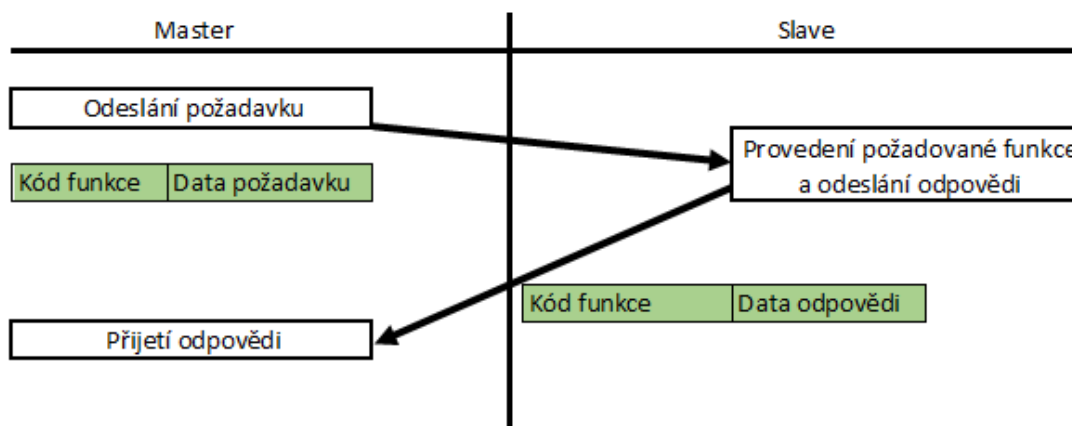 Master
Slave
Odeslání požadavku
Provedení požadované funkce
a odeslání odpovědi
Kód funkce
Data požadavku
Kód funkce
Data odpovědi
Přijetí odpovědi